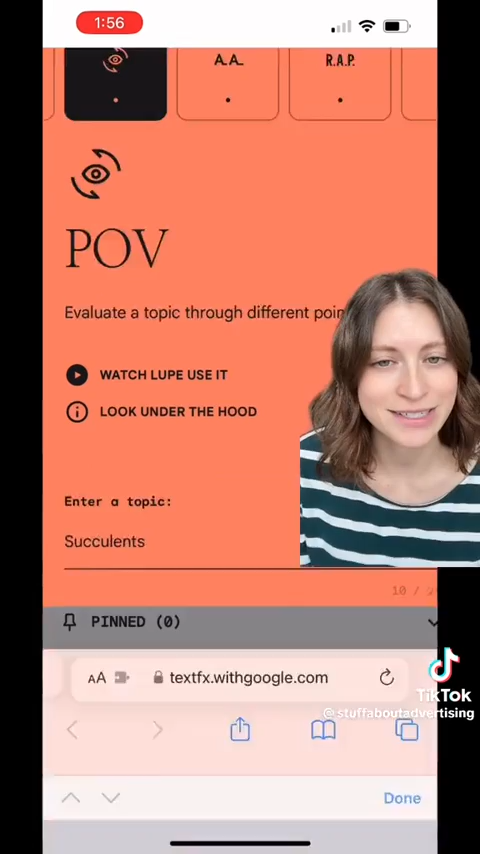 1:56
A.A.
R.A.P.
POV
Evaluate a topic through different poin
WATCH LUPE USE IT
LOOK UNDER THE HOOD
Enter a topic:
Succulents
10 /
PINNED (0)
AA
textfx.withgoogle.com
TikTok
@stuffaboutadvertising
Done